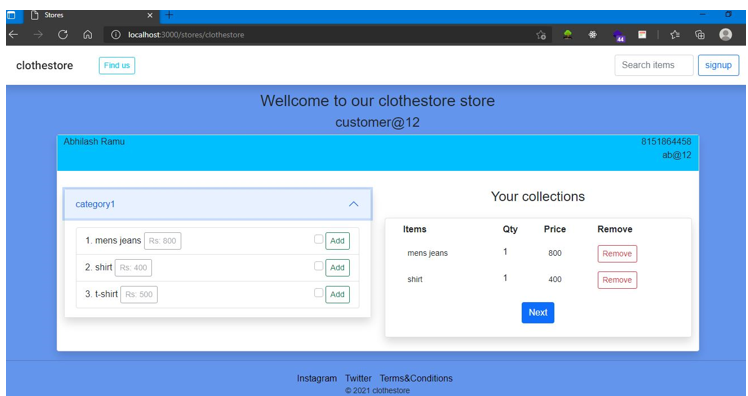 Stores
localhost:3000/stores/clothestore
44
clothestore Find us Search items signup
Wellcome to our clothestore store
customer@12
Abhilash Ramu 8151864458
ab@12
category1
1. mens jeans Rs: 800 Add
2. shirt Rs: 400 Add
3. t-shirt Rs: 500 Add
Your collections
Items Qty Price Remove
mens jeans 1 800 Remove
shirt 1 400 Remove
Next
Instagram Twitter Terms&Conditions
© 2021 clothestore